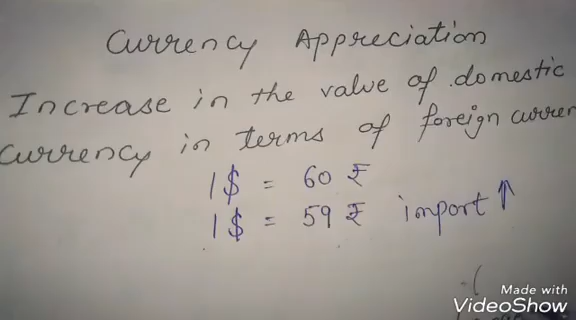 Currency Appreciation
Increase in the value of domestic
currency in terms of foreign curren
1$ = 60 ₹
1$ = 59 ₹ import ↑
Made with
VideoShow